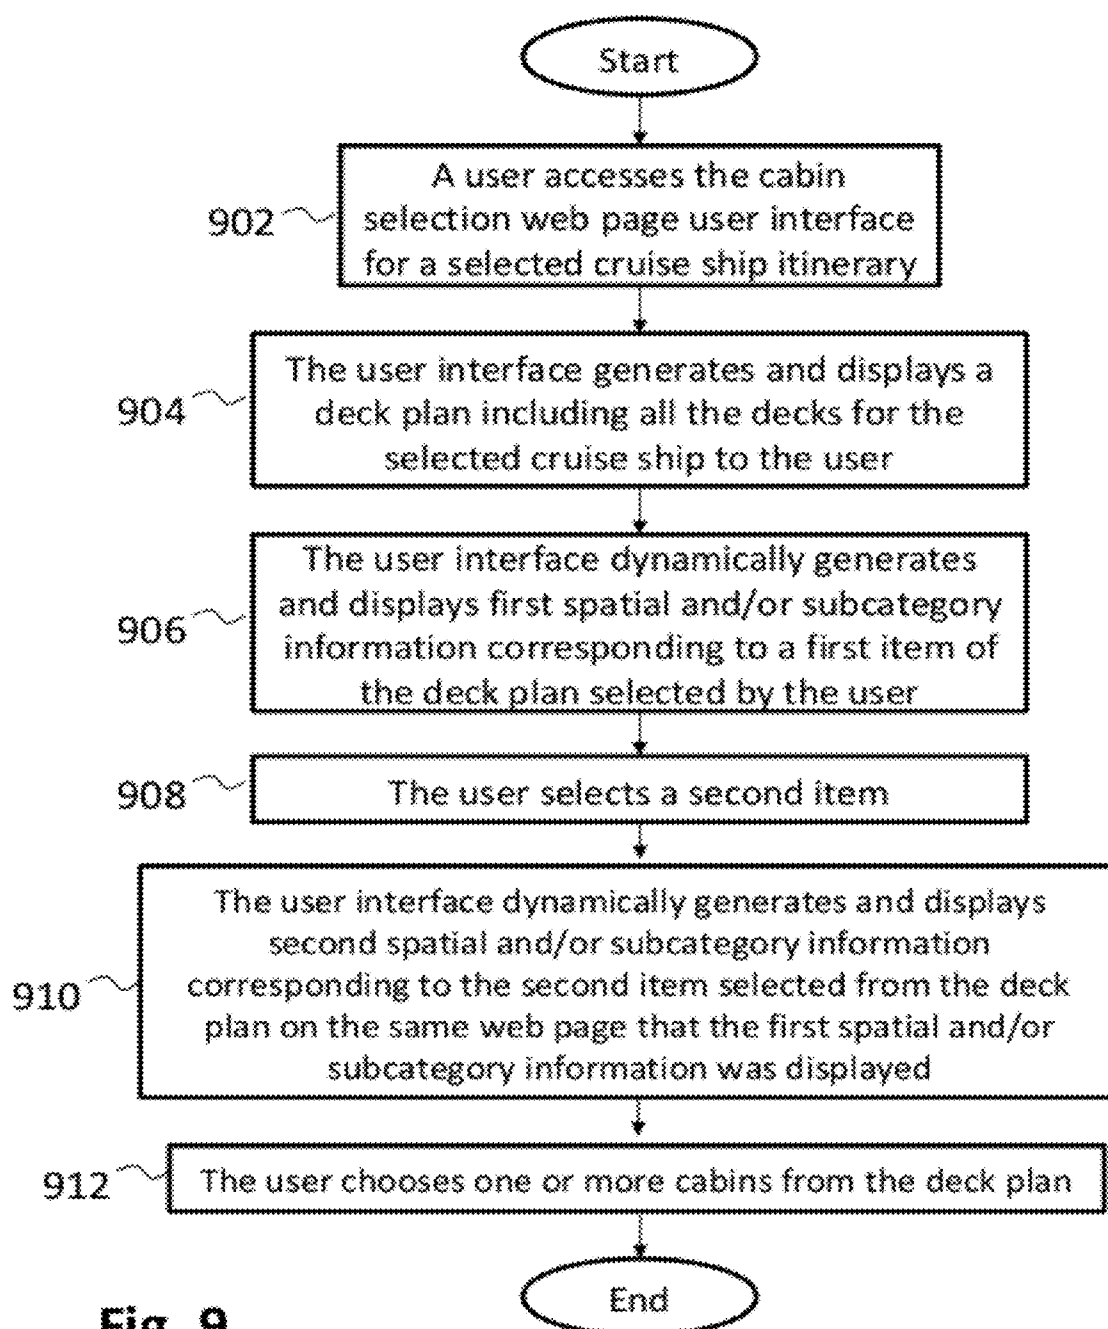 Start
A user accesses the cabin
selection web page user interface
for a selected cruise ship itinerary
902
The user interface generates and displays a
deck plan including all the decks for the
selected cruise ship to the user
904
The user interface dynamically generates
and displays first spatial and/or subcategory
information corresponding to a first item of
the deck plan selected by the user
906
The user selects a second item
908
The user interface dynamically generates and displays
second spatial and/or subcategory information
corresponding to the second item selected from the deck
plan on the same web page that the first spatial and/or
subcategory information was displayed
910
The user chooses one or more cabins from the deck plan
912
End
Fig. 9